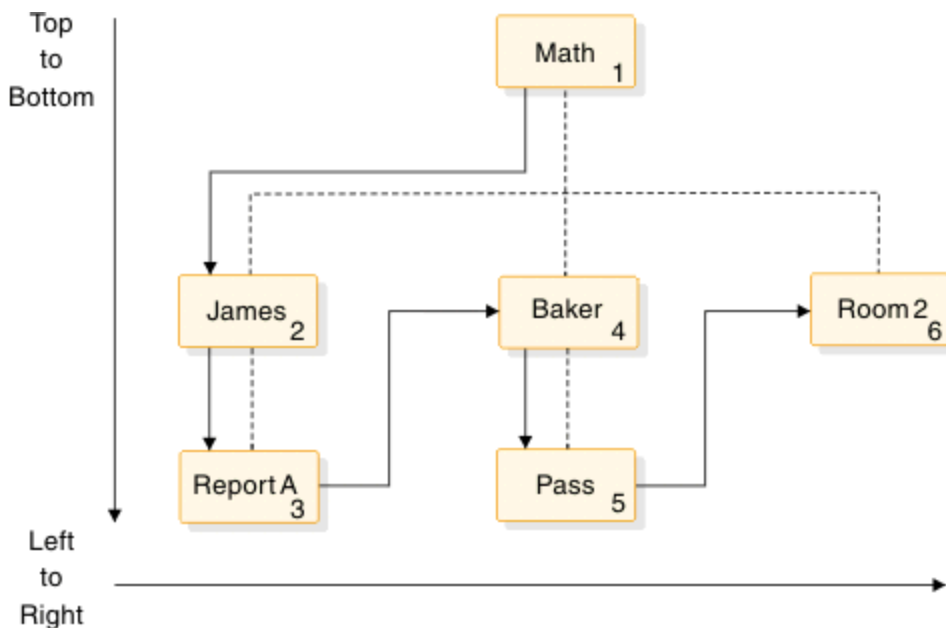 Top
to
Bottom
Math
1
James
2
Baker
4
Room 2
6
Report A
3
Pass
5
Left
to
Right